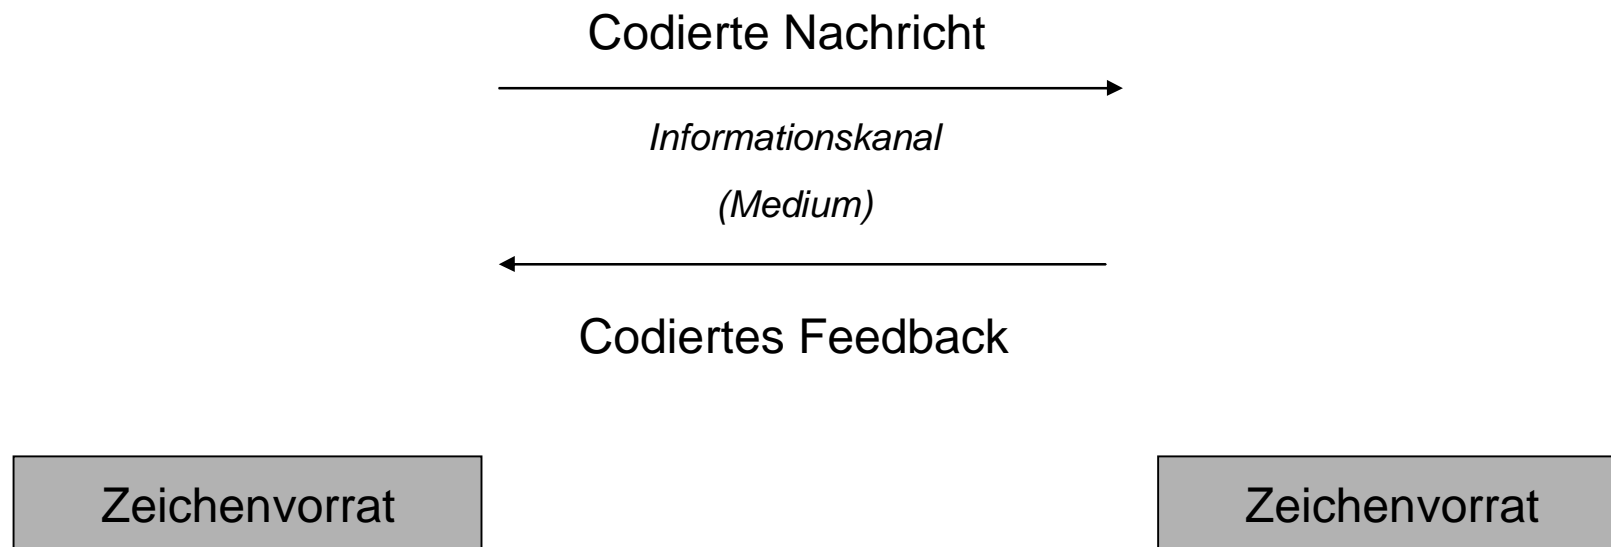 Codierte Nachricht
Informationskanal
(Medium)
Codiertes Feedback
Zeichenvorrat
Zeichenvorrat